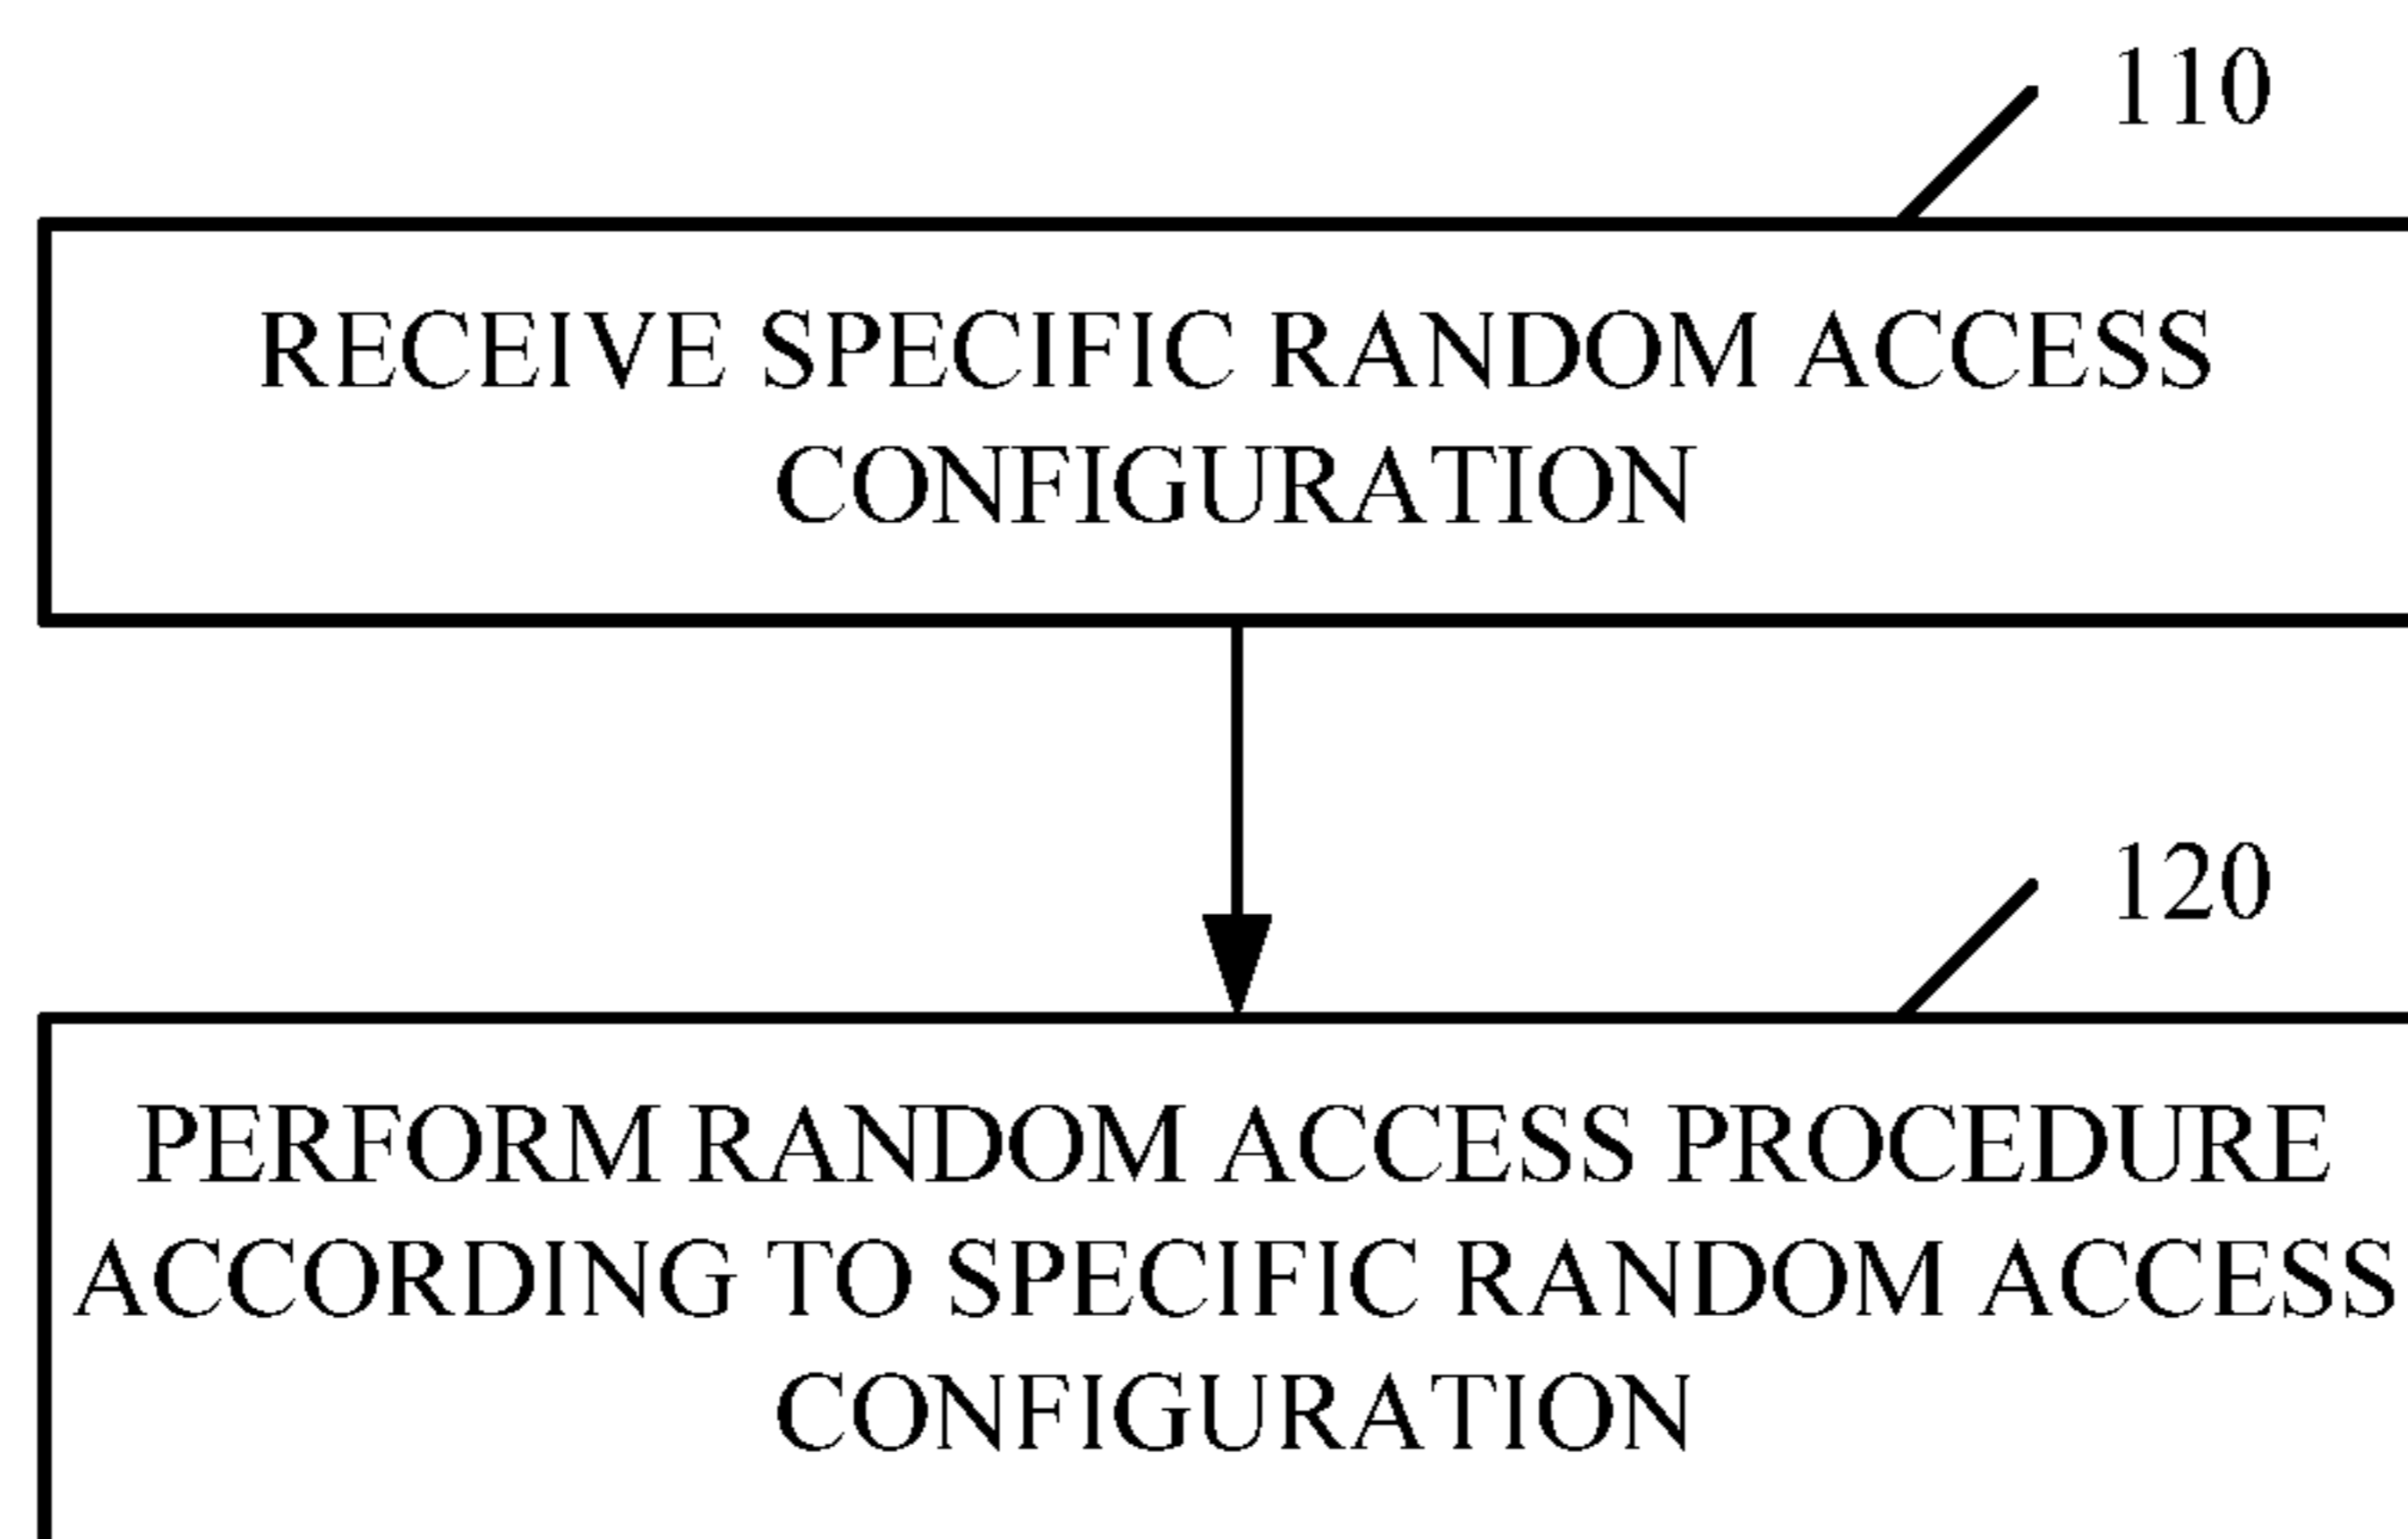 110
RECEIVE SPECIFIC RANDOM ACCESS
CONFIGURATION
120
PERFORM RANDOM ACCESS PROCEDURE
ACCORDING TO SPECIFIC RANDOM ACCESS
CONFIGURATION